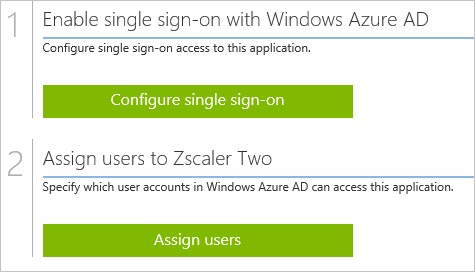 1
Enable single sign-on with Windows Azure AD
Configure single sign-on access to this application.
Configure single sign-on
2
Assign users to Zscaler Two
Specify which user accounts in Windows Azure AD can access this application.
Assign users